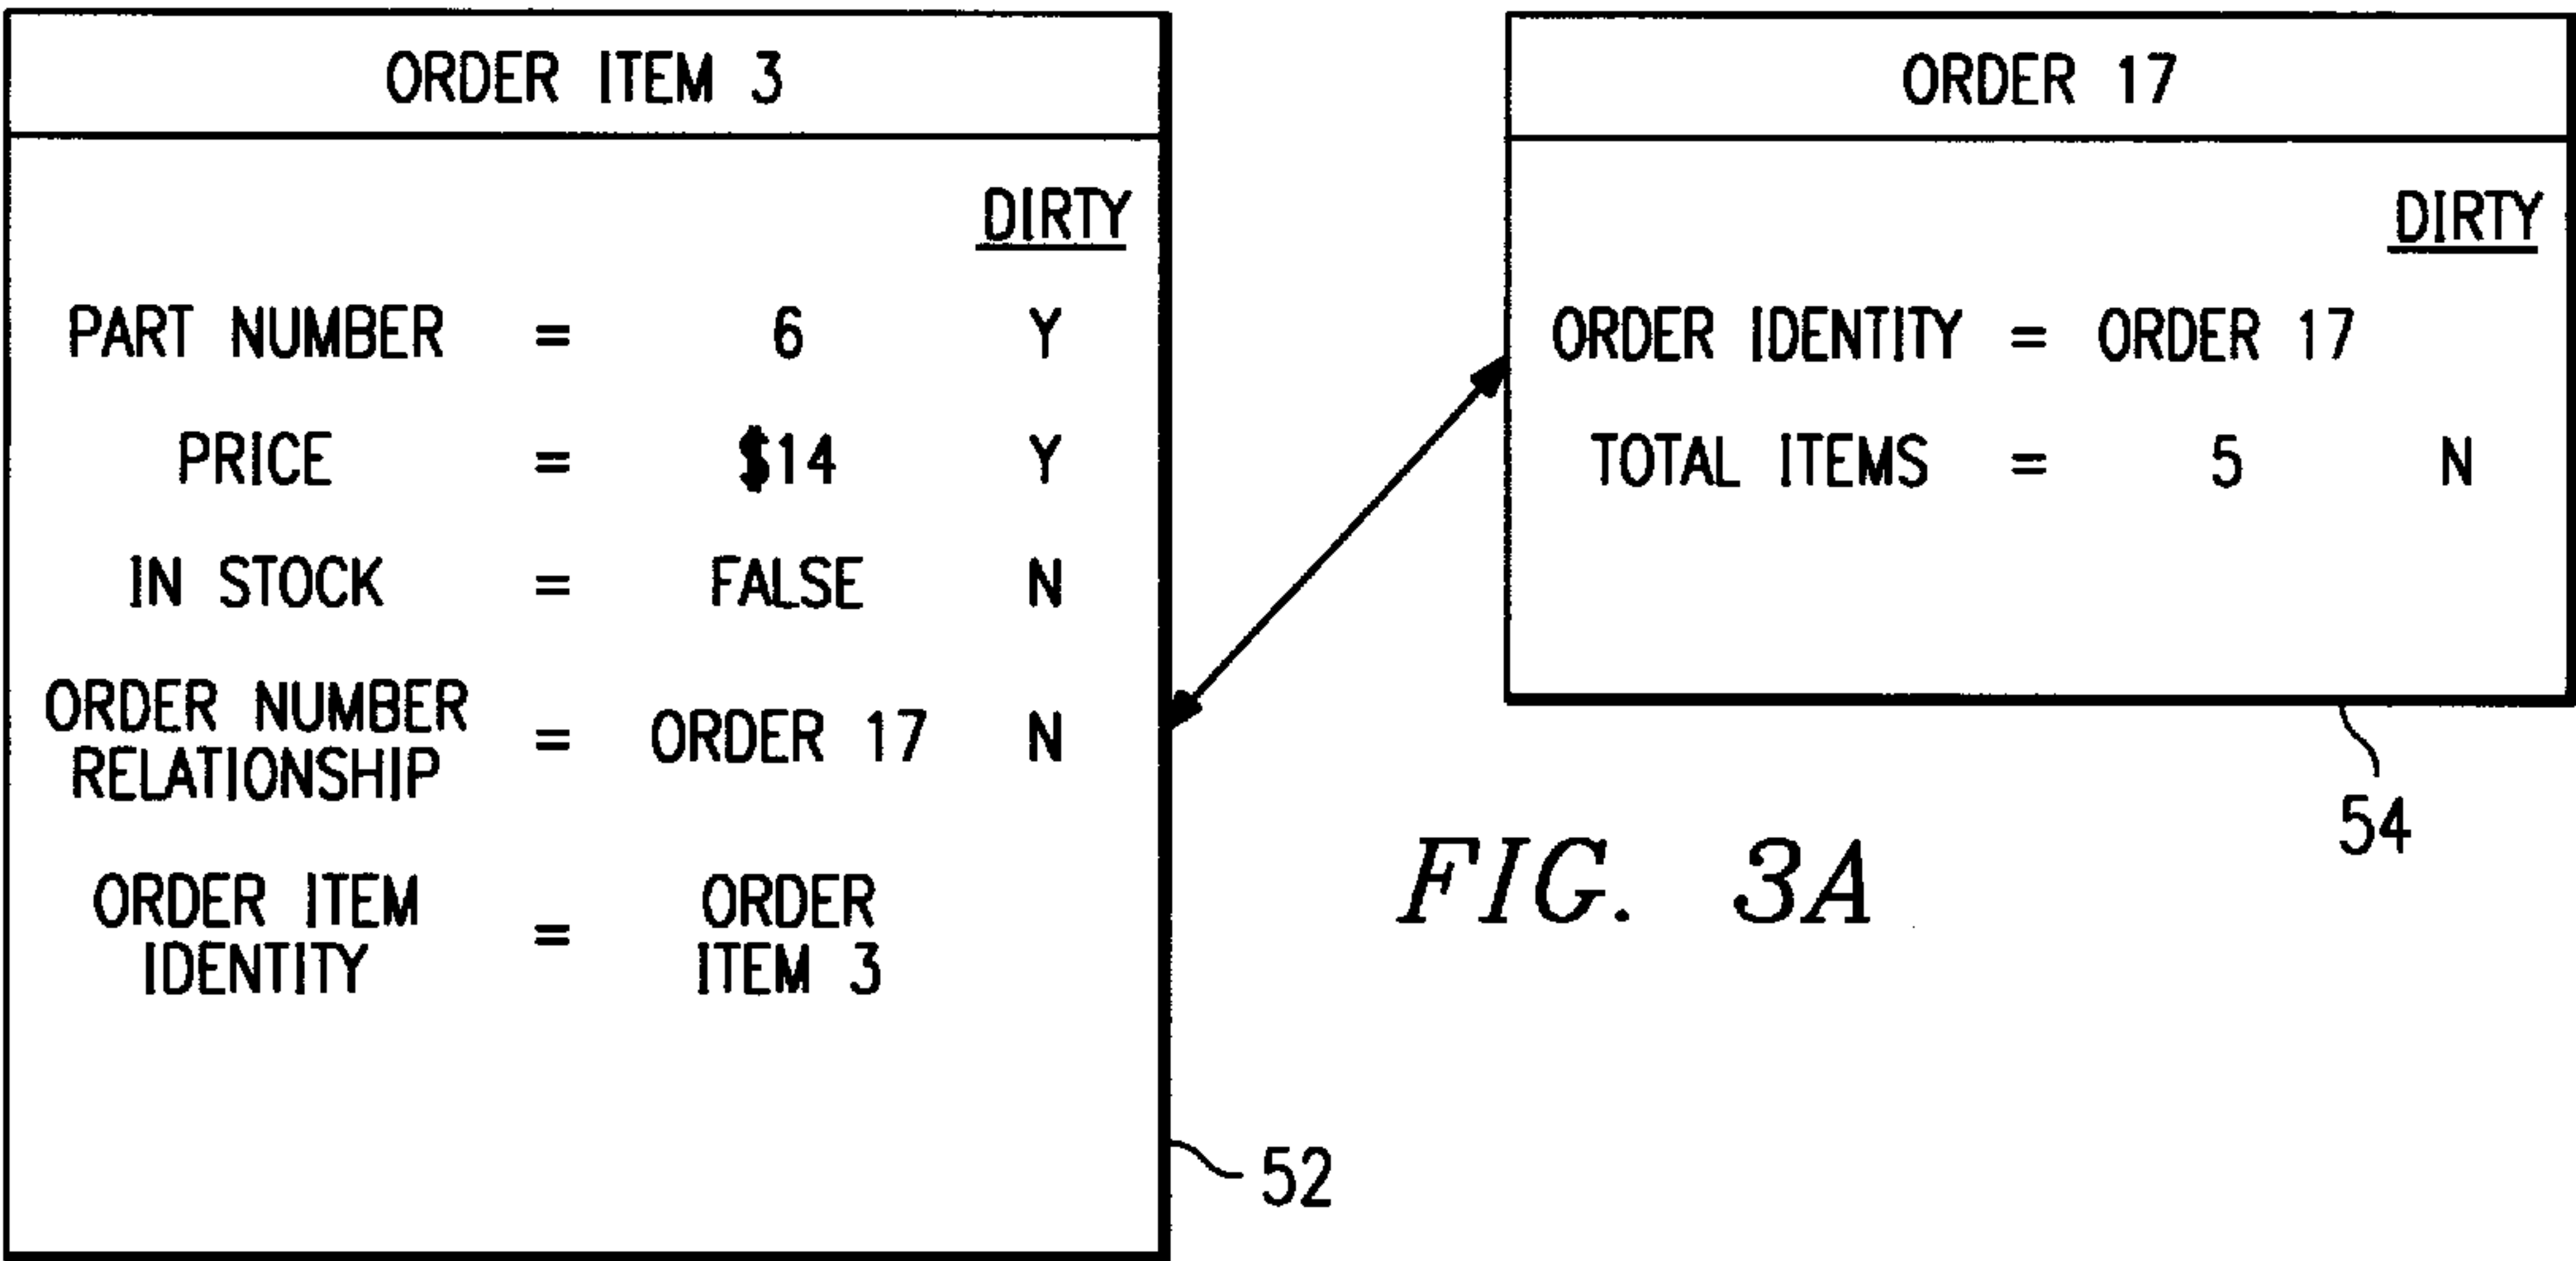 ORDER ITEM 3
DIRTY
PART NUMBER = 6 Y
PRICE = $14 Y
IN STOCK = FALSE N
ORDER NUMBER
RELATIONSHIP = ORDER 17 N
ORDER ITEM
IDENTITY = ORDER
ITEM 3
52
ORDER 17
DIRTY
ORDER IDENTITY = ORDER 17
TOTAL ITEMS = 5 N
54
FIG. 3A